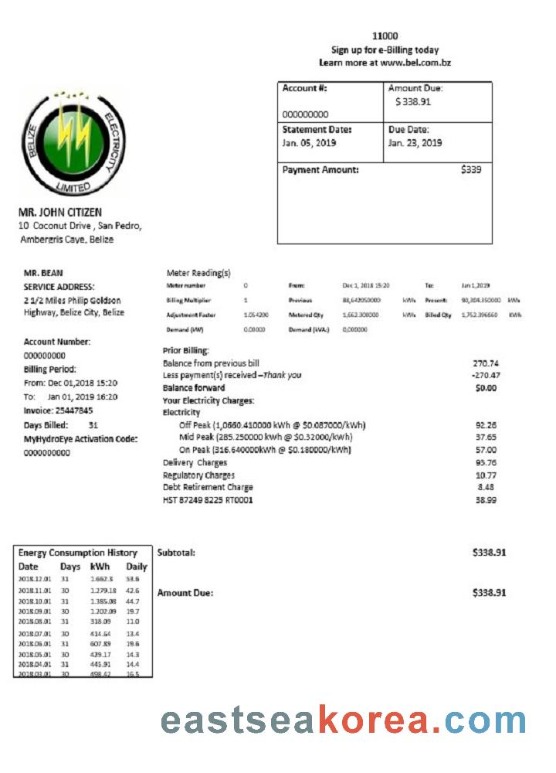 11000
Sign up for e-Billing today
Learn more at www.bel.com.bz
Account #:
000000000
Amount Due:
$ 338.91
Statement Date:
Jan. 05, 2019
Due Date:
Jan. 23, 2019
Payment Amount: $339
BELIZE ELECTRICITY LIMITED
MR. JOHN CITIZEN
10 Coconut Drive , San Pedro,
Ambergris Caye, Belize
MR. BEAN
SERVICE ADDRESS:
2 1/2 Miles Philip Goldson
Highway, Belize City, Belize
Account Number:
000000000
Billing Period:
From: Dec 01,2018 15:20
To: Jan 01, 2019 16:20
Invoice: 25447845
Days Billed: 31
MyHydroEye Activation Code:
0000000000
Meter Reading(s)
Meter number 0 From: Dec 1, 2018 15:20 To: Jan 1,2019
Billing Multiplier 1 Previous kWh Present: kWh
Adjustment Factor 1.054200 Metered Qty 1,662.300000 kWh Billed Qty kWh
Demand (kW) 0.00000 Demand 0,000000
Prior Billing:
Balance from previous bill 270.74
Less payment(s) received –Thank you -270.47
Balance forward $0.00
Your Electricity Charges:
Electricity
Off Peak (1,0660.410000 kWh @ $0.087000/kWh) 92.26
Mid Peak (285.250000 kWh @ $0.32000/kWh) 37.65
On Peak (316.640000kWh @ $0.180000/kWh) 57.00
Delivery Charges 93.76
Regulatory Charges 10.77
Debt Retirement Charge 8.48
HST 87249 8225 RT0001 38.99
Subtotal: $338.91
Amount Due: $338.91
Energy Consumption History
Date Days kWh Daily
2018.12.01 31 1.662.3 53.6
2018.11.01 30 1.279.18 42.6
2018.10.01 31 1.385.08 44.7
2018.09.01 30 1.202.09 19.7
2018.08.01 31 338.09 11.0
2018.07.01 30 414.64 13.4
2018.06.01 31 607.89 19.6
2018.05.01 30 429.17 14.3
2018.04.01 31 445.91 14.4
2018.03.01 30 498.42 16.5
eastseakorea.com